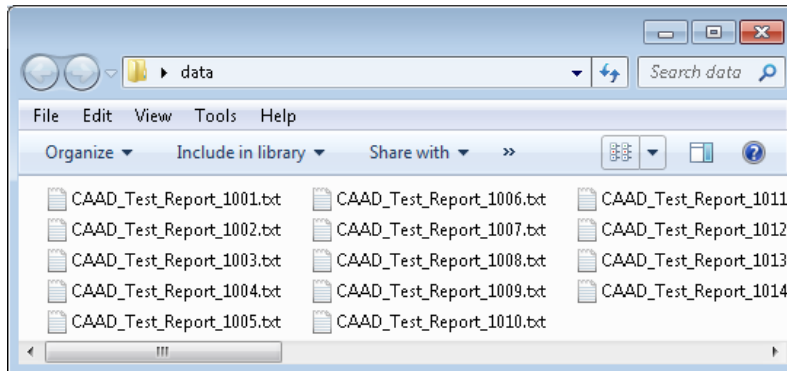 data
Search data
File Edit View Tools Help
Organize Include in library Share with »
CAAD_Test_Report_1001.txt CAAD_Test_Report_1006.txt CAAD_Test_Report_1011
CAAD_Test_Report_1002.txt CAAD_Test_Report_1007.txt CAAD_Test_Report_1012
CAAD_Test_Report_1003.txt CAAD_Test_Report_1008.txt CAAD_Test_Report_1013
CAAD_Test_Report_1004.txt CAAD_Test_Report_1009.txt CAAD_Test_Report_1014
CAAD_Test_Report_1005.txt CAAD_Test_Report_1010.txt